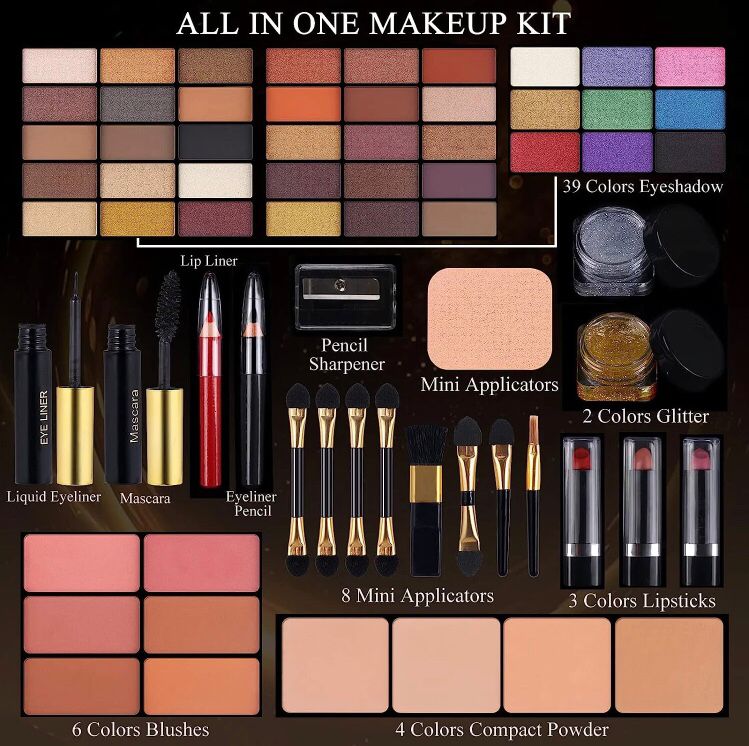 ALL IN ONE MAKEUP KIT
39 Colors Eyeshadow
Lip Liner
Pencil
Sharpener
Mini Applicators
2 Colors Glitter
EYE LINER
Mascara
Liquid Eyeliner
Mascara
Eyeliner
Pencil
8 Mini Applicators
3 Colors Lipsticks
6 Colors Blushes
4 Colors Compact Powder